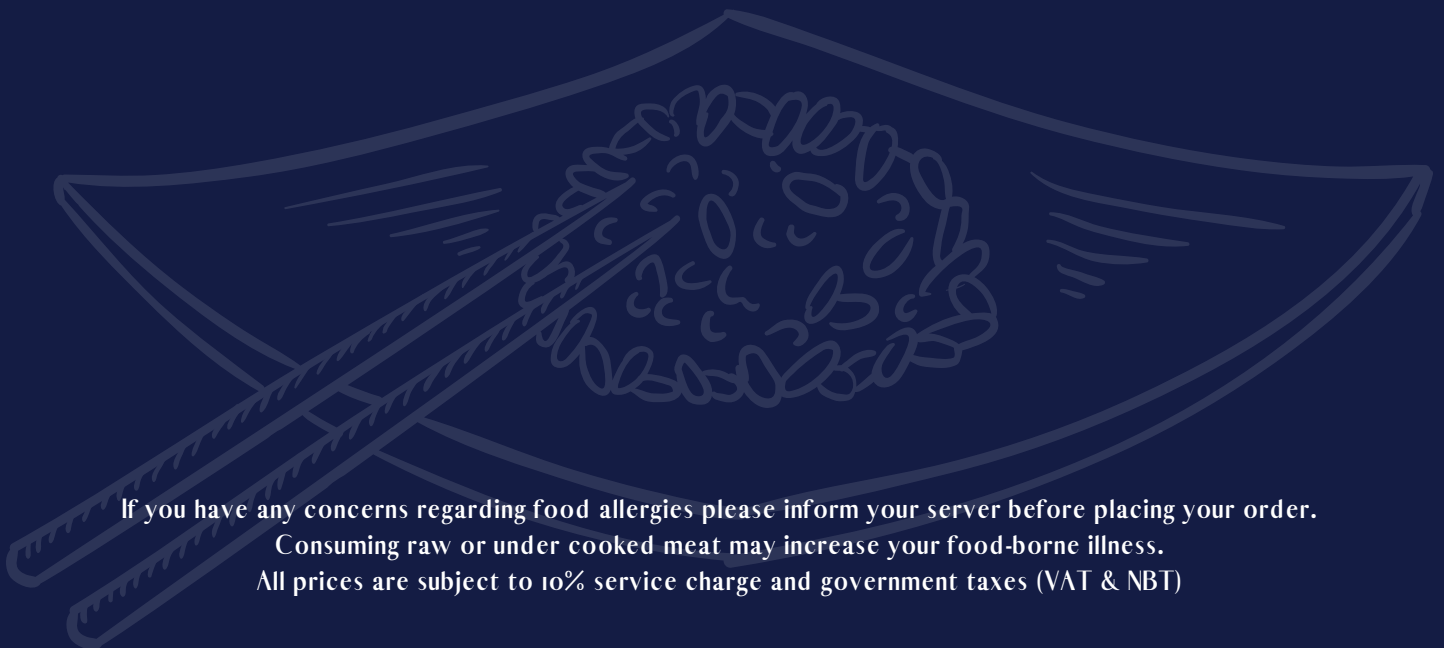 If you have any concerns regarding food allergies please inform your server before placing your order.
Consuming raw or under cooked meat may increase your food-borne illness.
All prices are subject to 10% service charge and government taxes (VAT & NBT)